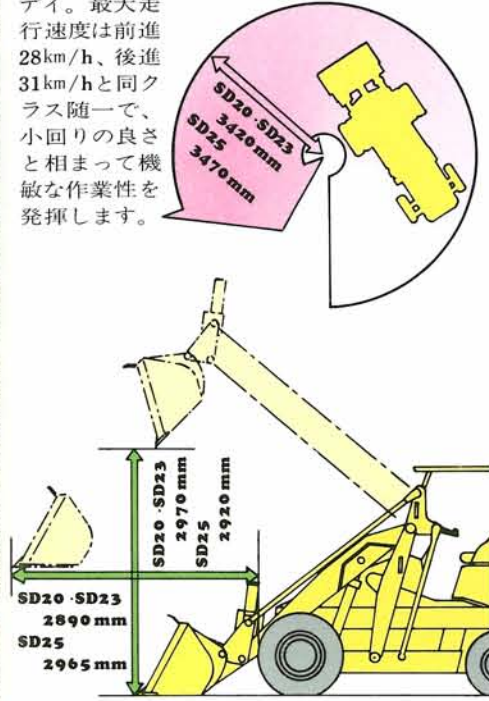 ディ。最大走
行速度は前進
28km/h、後進
31km/hと同ク
ラス随一で、
小回りの良さ
と相まって機
敏な作業性を
発揮します。
SD20·SD23
3420mm
SD25
3470mm
SD20·SD23
2970mm
SD25
2920mm
SD20·SD23
2890mm
SD25
2965mm